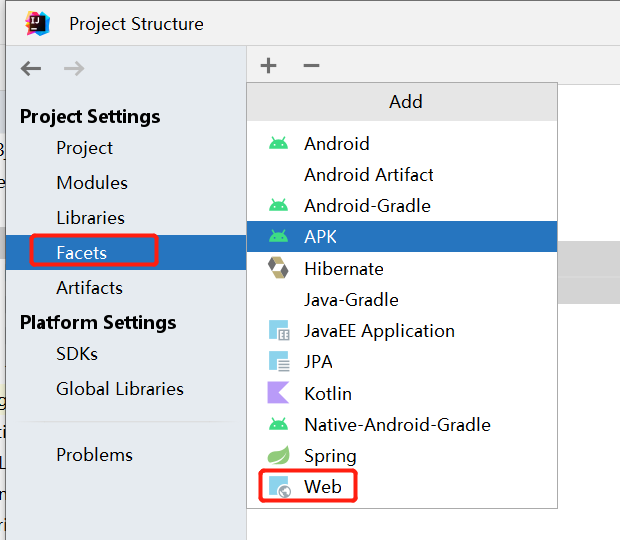 Project Structure
Project Settings
Project
Modules
Libraries
Facets
Artifacts
Platform Settings
SDKs
Global Libraries
Problems
Add
Android
Android Artifact
Android-Gradle
APK
Hibernate
Java-Gradle
JavaEE Application
JPA
Kotlin
Native-Android-Gradle
Spring
Web